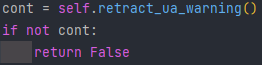 cont = self.retract_ua_warning()
if not cont:
    return False